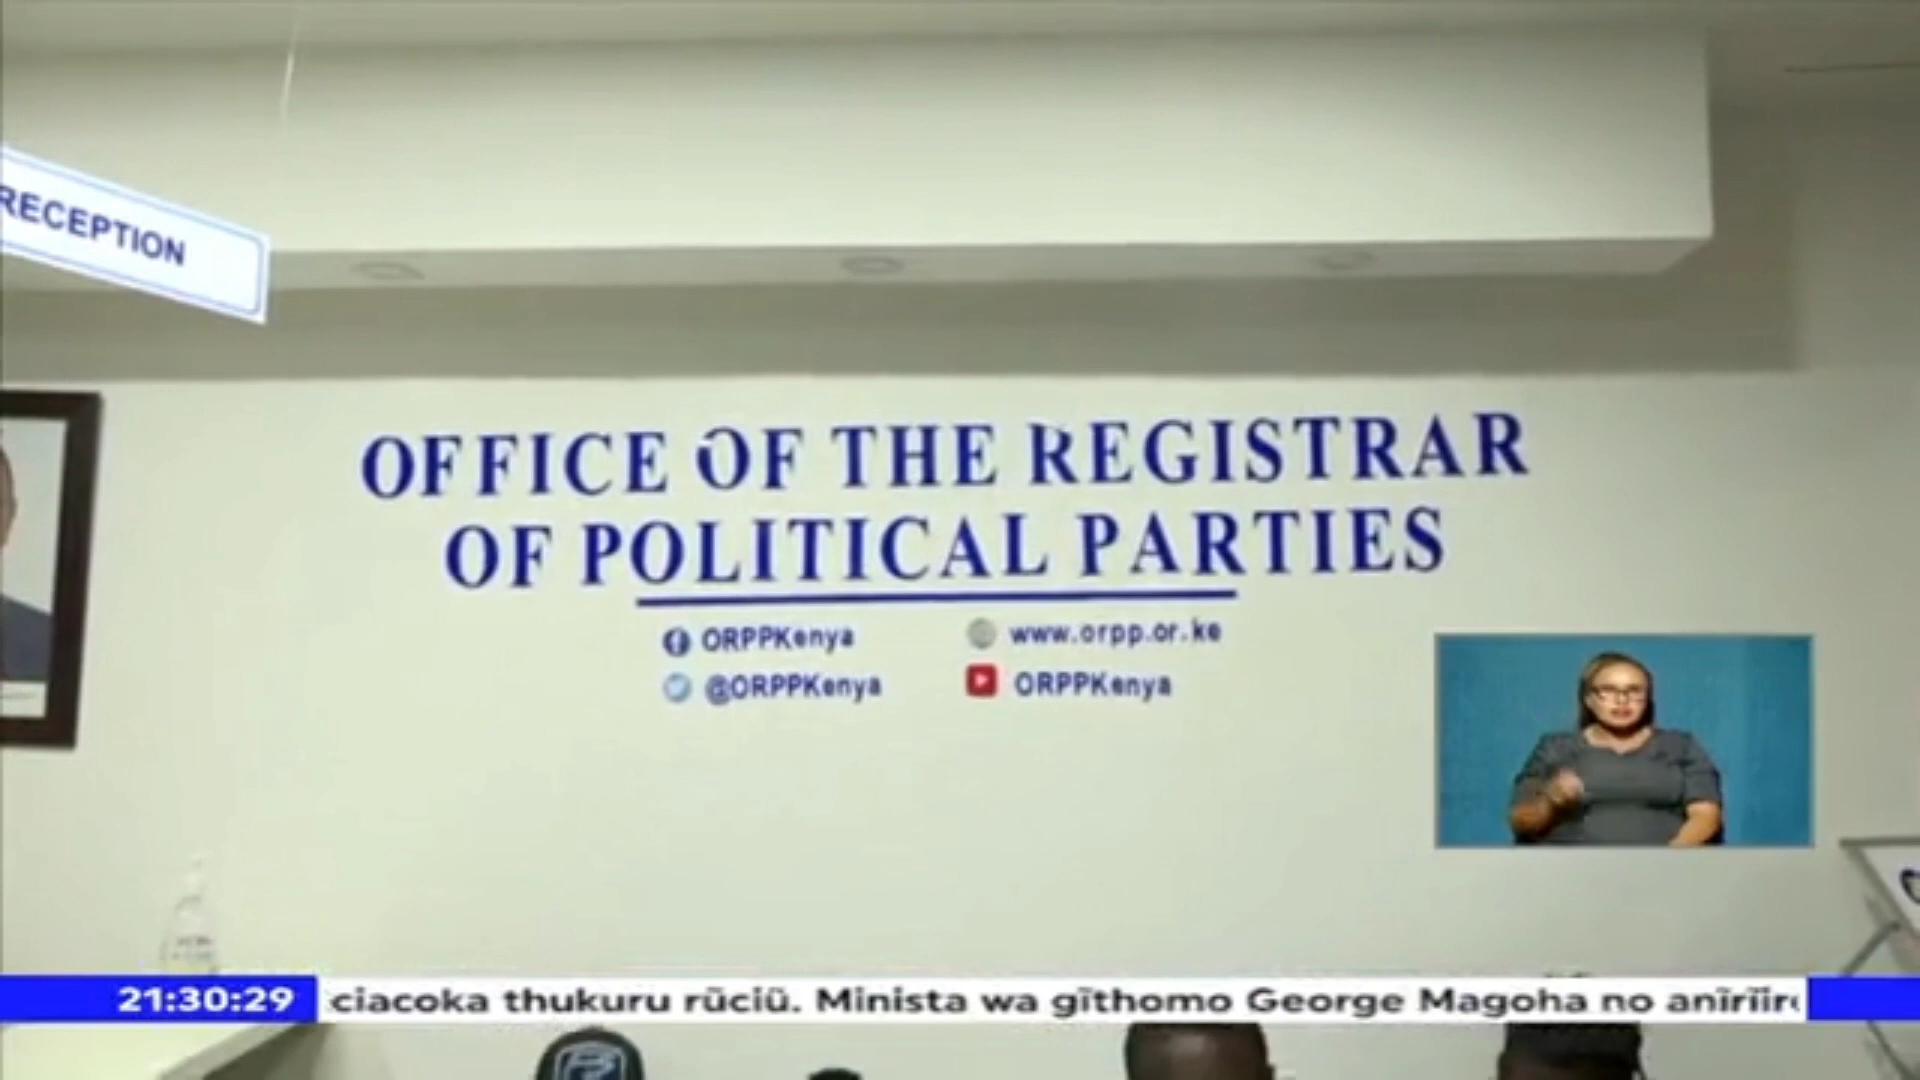 RECEPTION
OFFICE OF THE REGISTRAR
OF POLITICAL PARTIES
ORPPKenya
www.orpp.or.ke
@ORPPKenya
ORPPKenya
21:30:29
ciacoka thukuru rũciũ. Minista wa gĩthomo George Magoha no